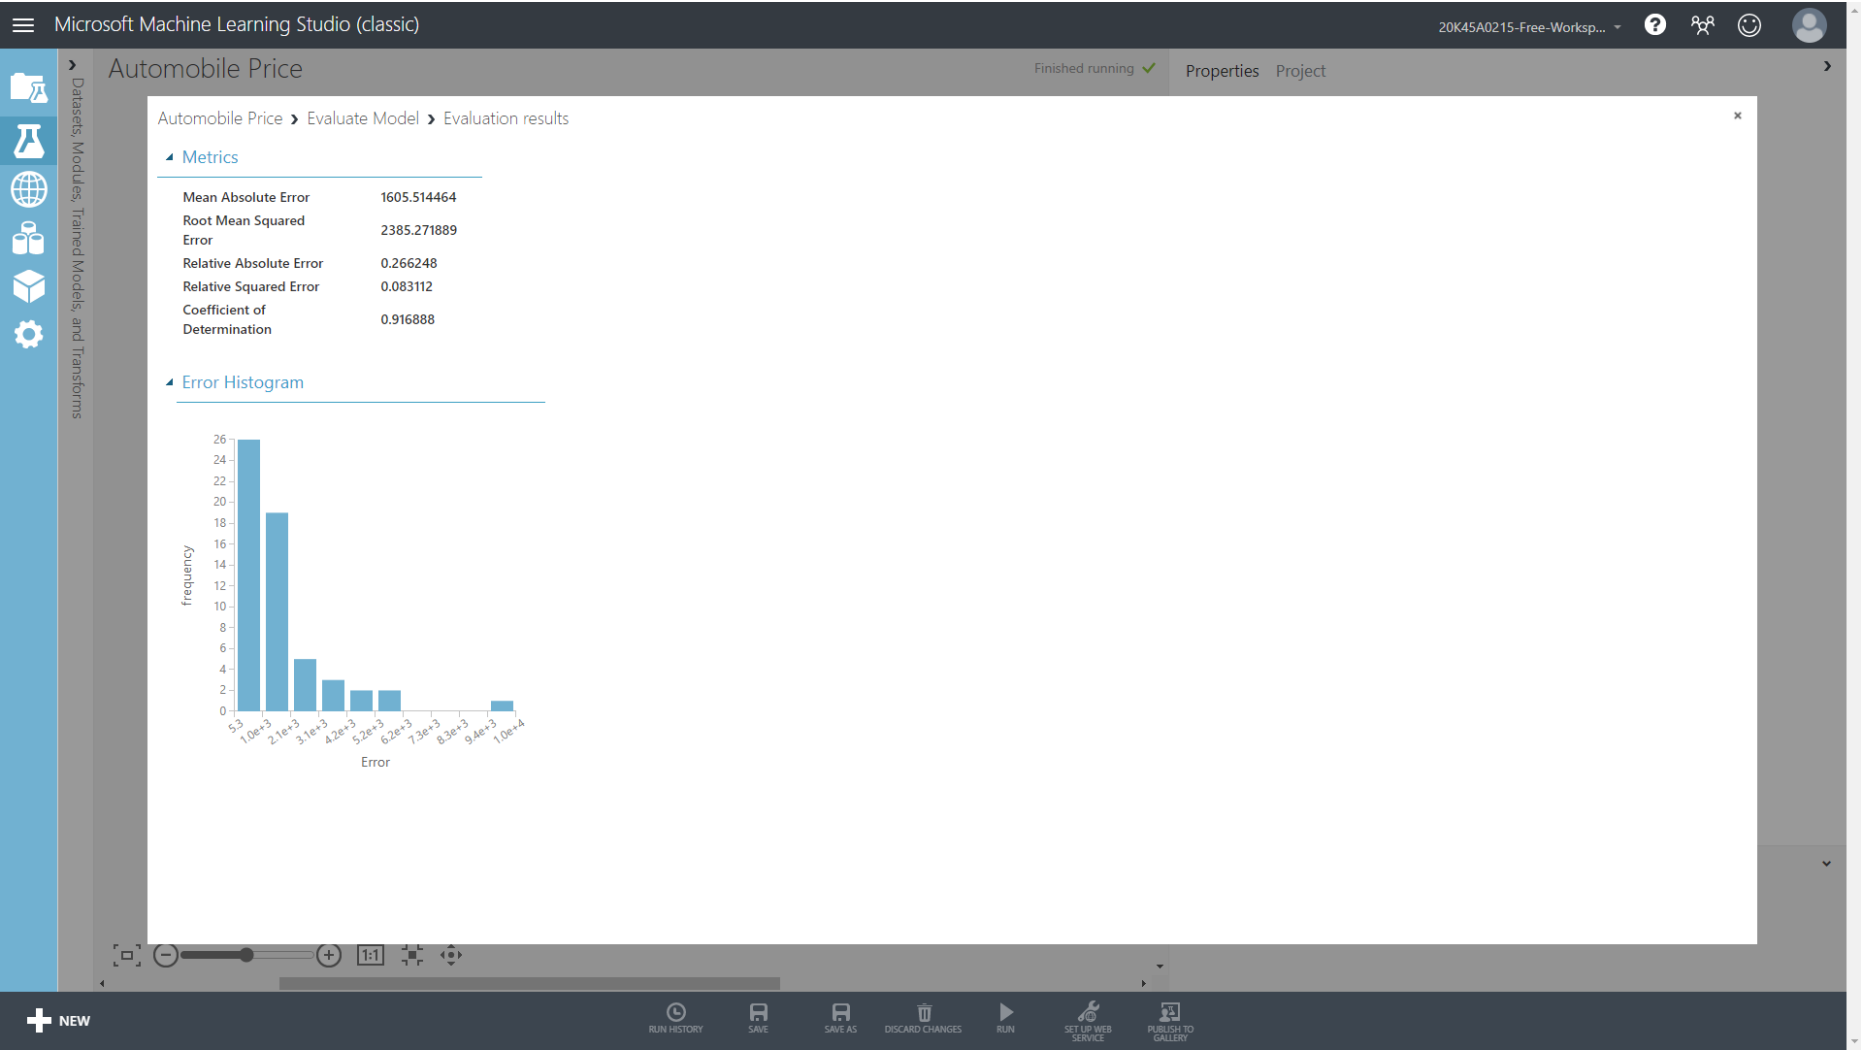 Microsoft Machine Learning Studio (classic)
20K45A0215-Free-Worksp...
Automobile Price
Finished running
Properties Project
Datasets, Modules, Trained Models, and Transforms
Automobile Price > Evaluate Model > Evaluation results
Metrics
Mean Absolute Error 1605.514464
Root Mean Squared
Error
2385.271889
Relative Absolute Error 0.266248
Relative Squared Error 0.083112
Coefficient of
Determination
0.916888
Error Histogram
26
24
22
20
18
16
14
12
10
8
6
4
2
0
frequency
5.3 1.0e+3 2.1e+3 3.1e+3 4.2e+3 5.2e+3 6.2e+3 7.3e+3 8.3e+3 9.4e+3 1.0e+4
Error
1:1
NEW
RUN HISTORY
SAVE
SAVE AS
DISCARD CHANGES
RUN
SET UP WEB
SERVICE
PUBLISH TO
GALLERY